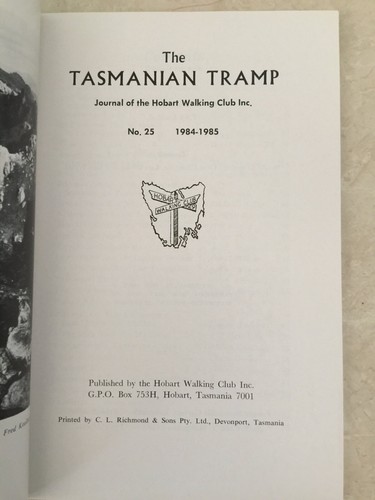 The
TASMANIAN TRAMP
Journal of the Hobart Walking Club Inc.
No. 25 1984-1985
HOBART
WALKING CLUB
Published by the Hobart Walking Club Inc.
G.P.O. Box 753H, Hobart, Tasmania 7001
Printed by C. L. Richmond & Sons Pty. Ltd., Devonport, Tasmania
Fred